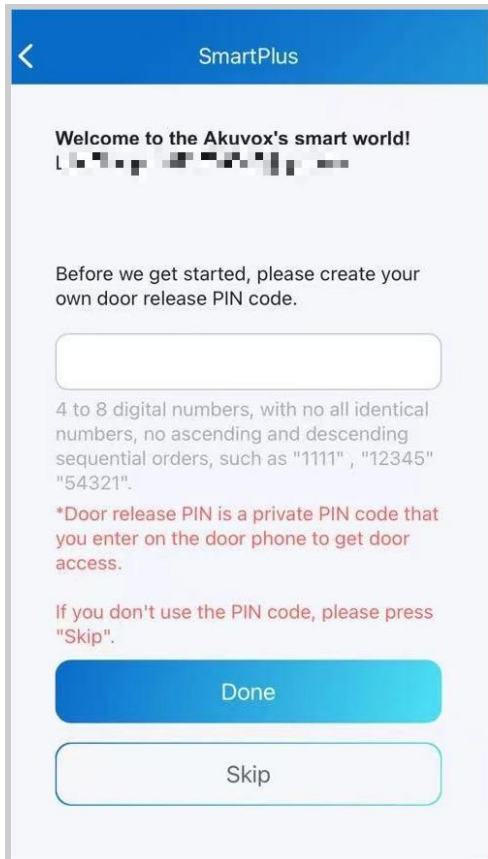 SmartPlus
Welcome to the Akuvox's smart world!
Before we get started, please create your
own door release PIN code.
4 to 8 digital numbers, with no all identical
numbers, no ascending and descending
sequential orders, such as "1111" , "12345"
"54321".
*Door release PIN is a private PIN code that
you enter on the door phone to get door
access.
If you don't use the PIN code, please press
"Skip".
Done
Skip